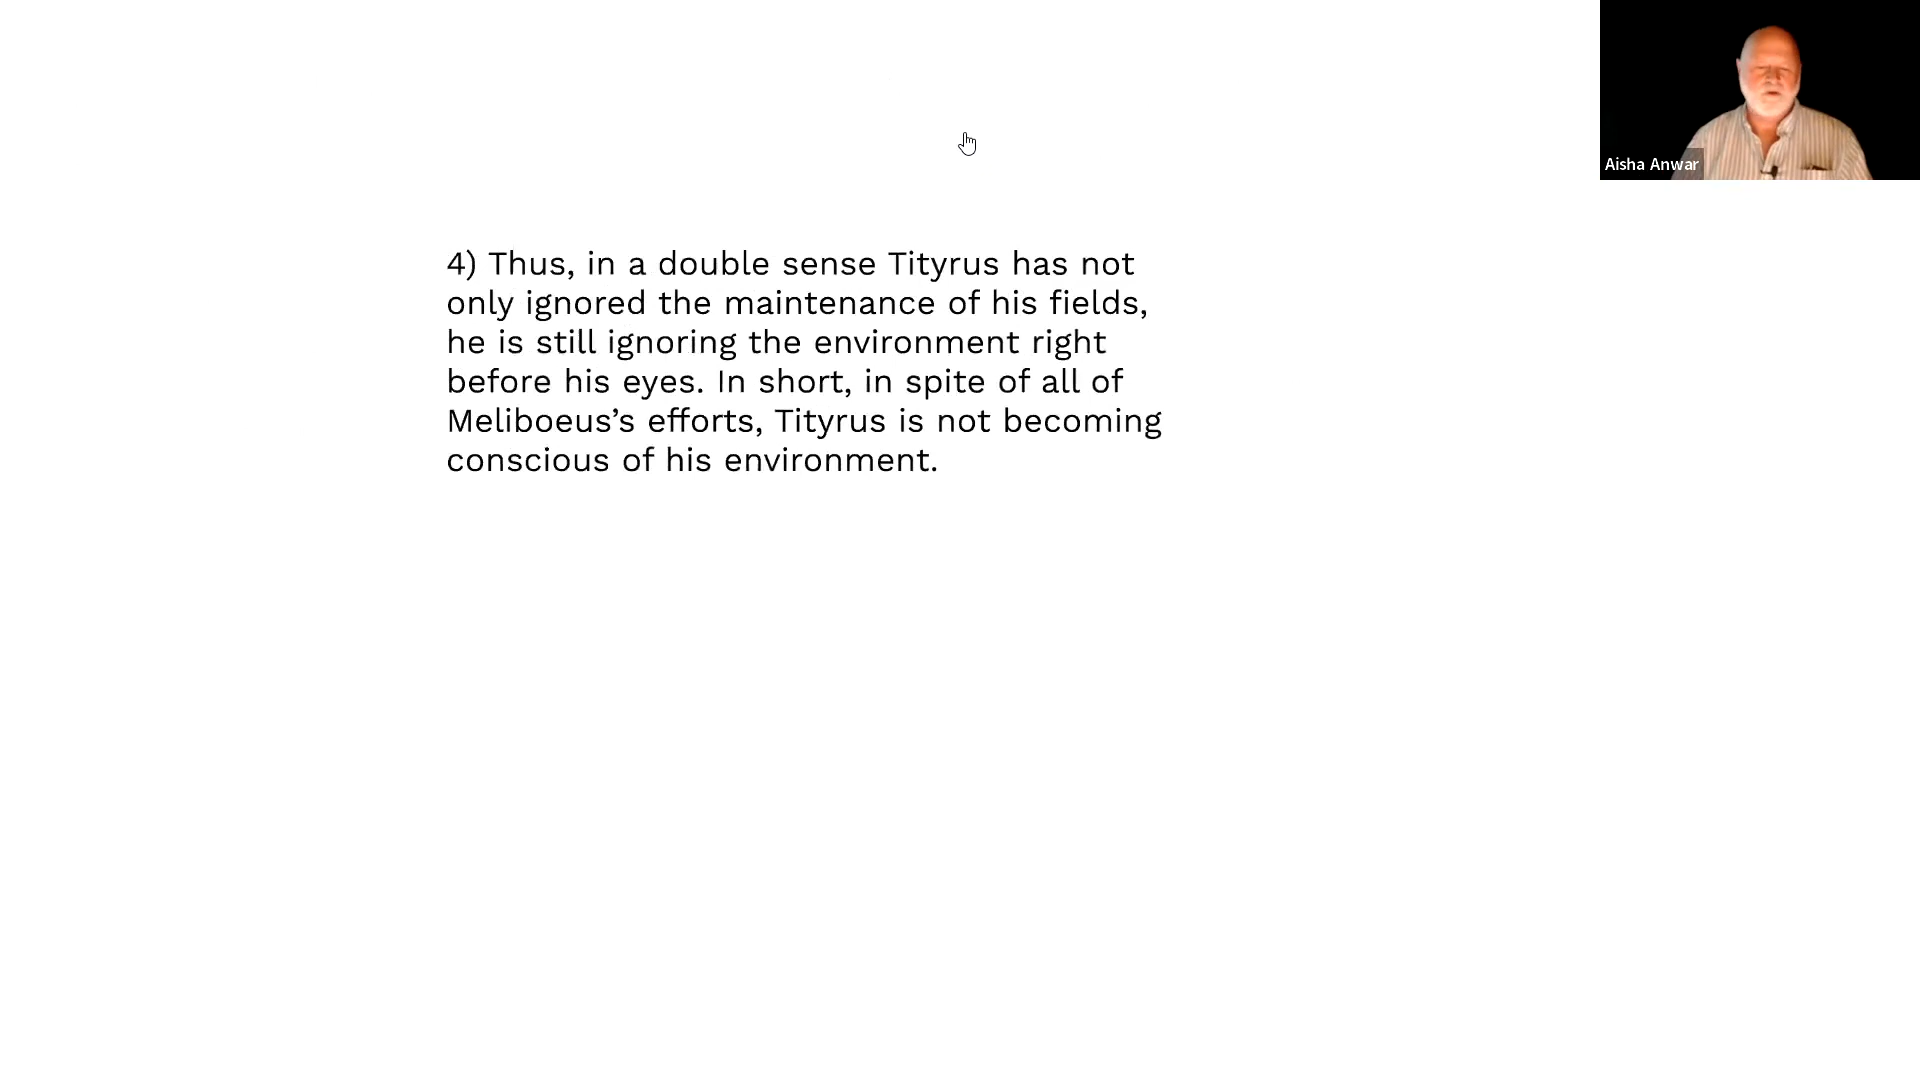 Aisha Anwar
4) Thus, in a double sense Tityrus has not
only ignored the maintenance of his fields,
he is still ignoring the environment right
before his eyes. In short, in spite of all of
Meliboeus’s efforts, Tityrus is not becoming
conscious of his environment.